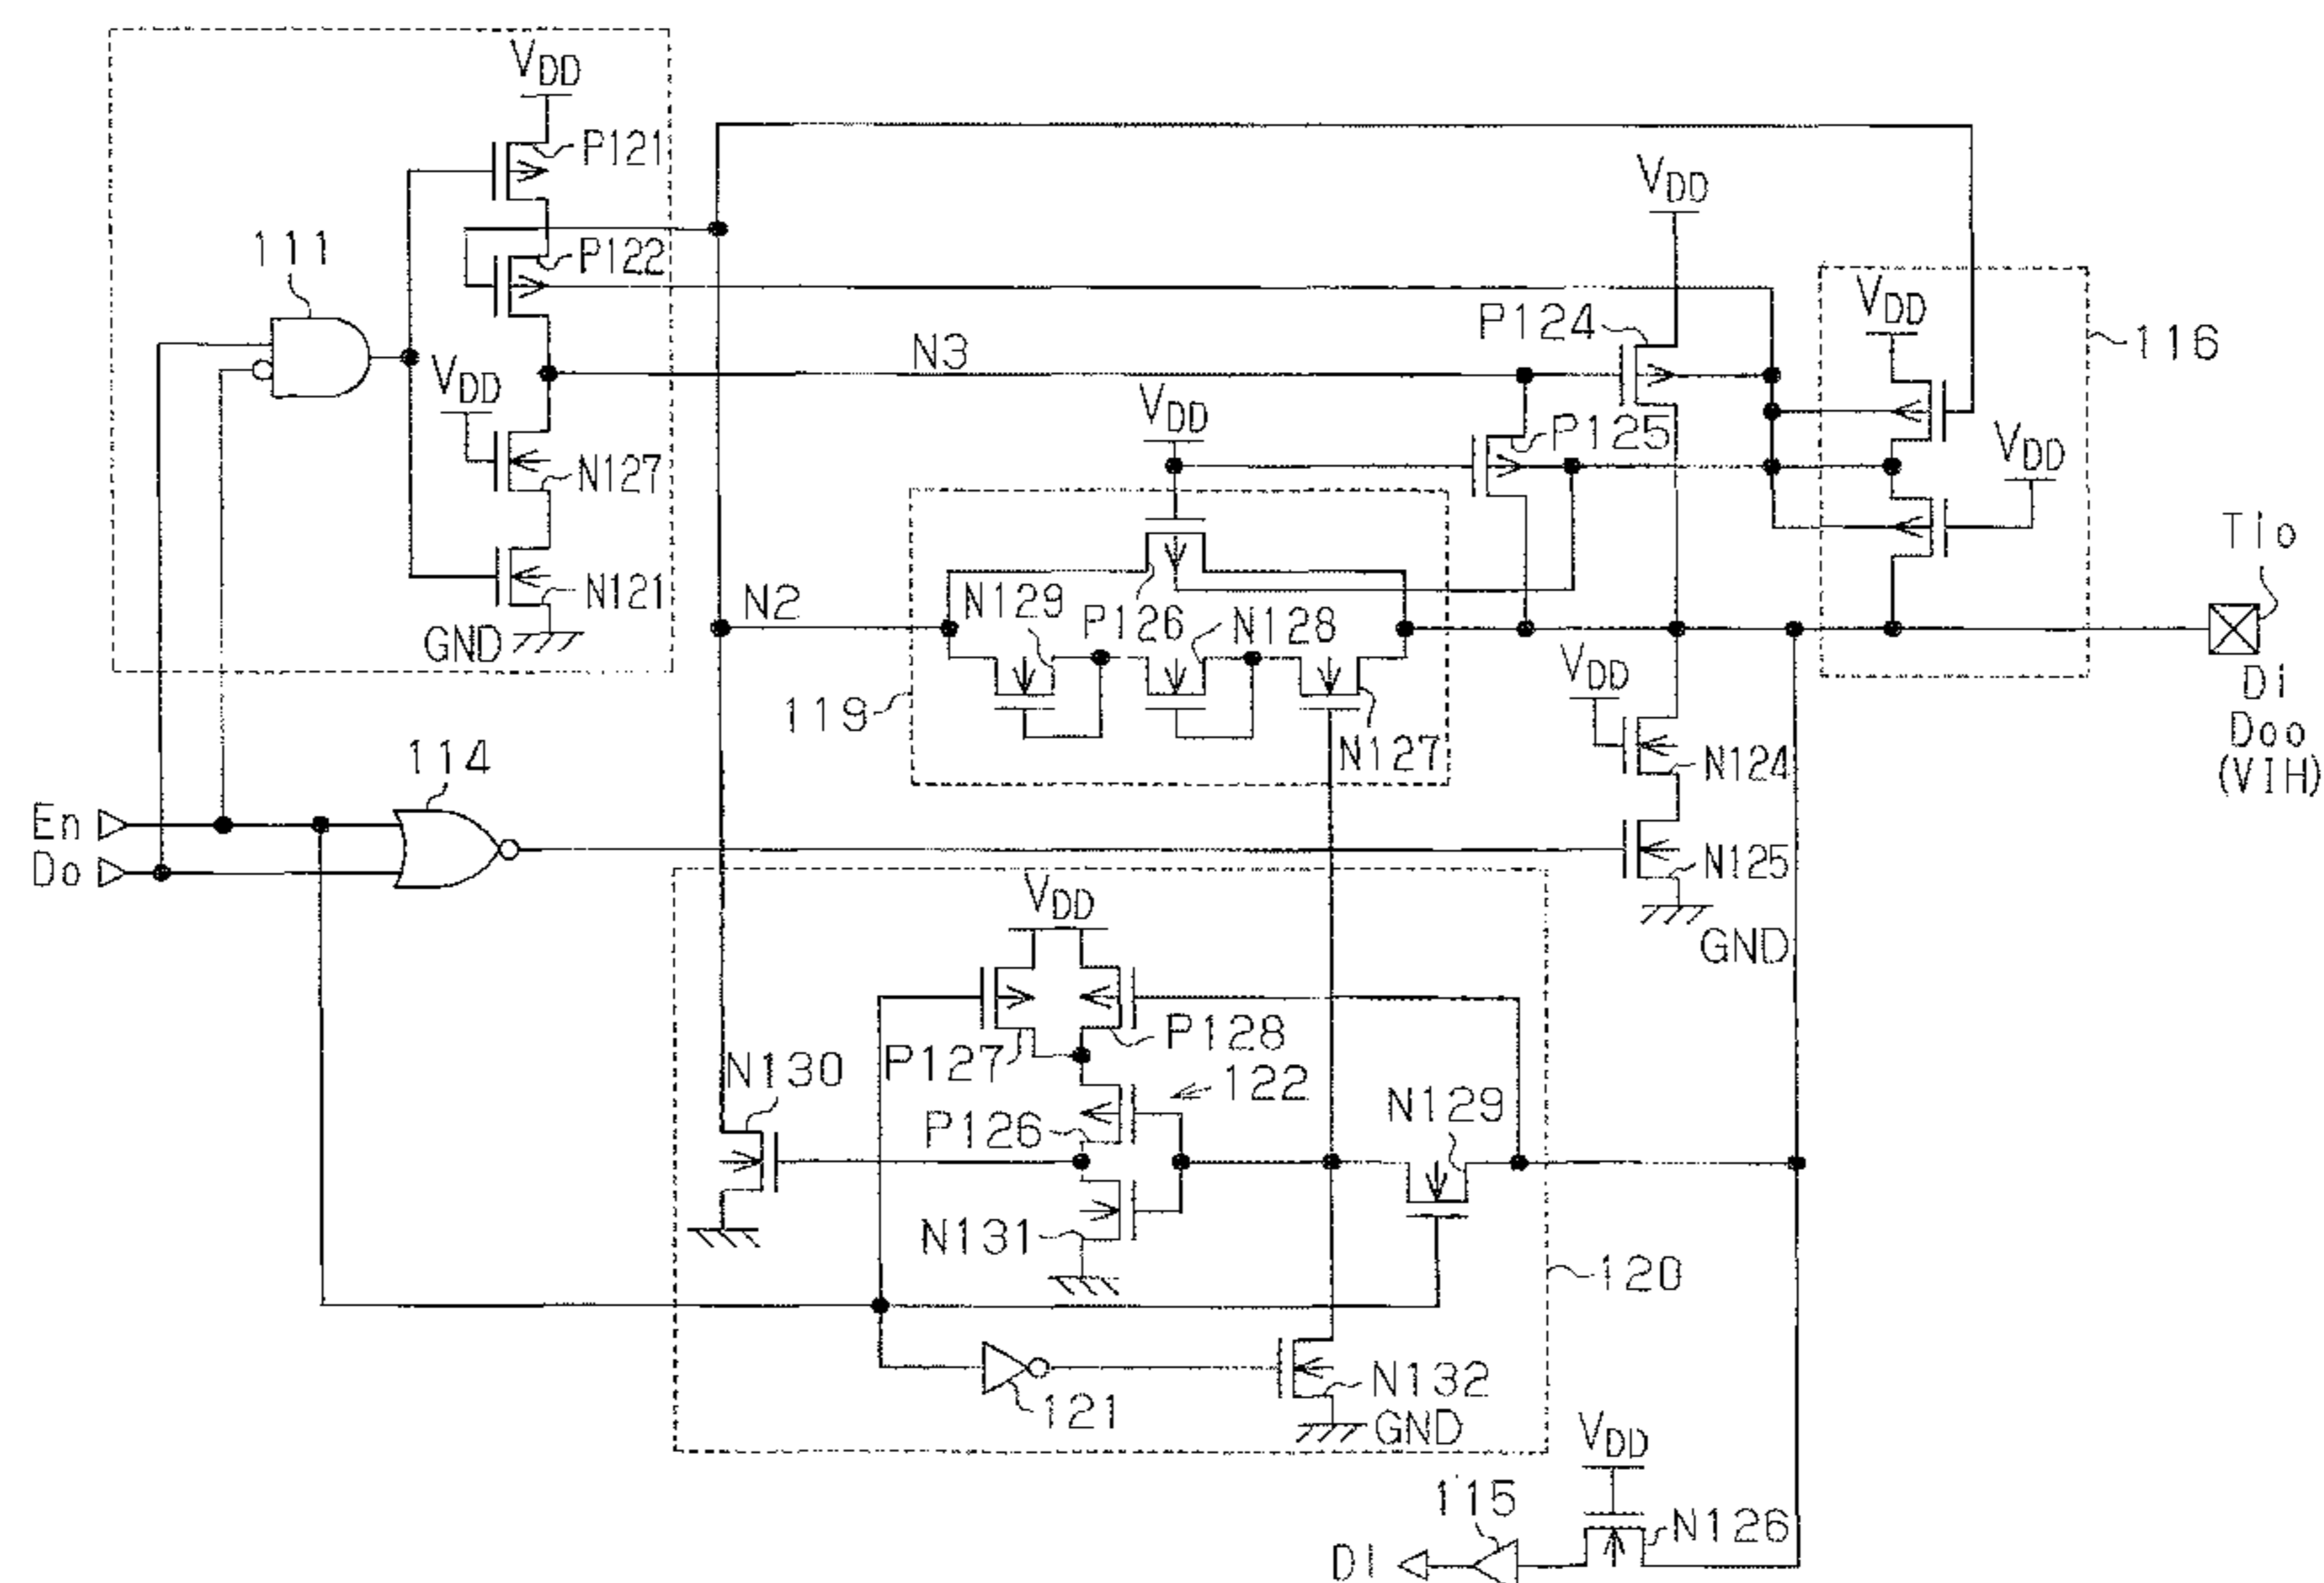 VDD
P121
VDD
111
P122
P124
VDD
116
N3
VDD
VDD
P125
VDD
N127
Tio
N121
N2
N129
P126
N128
GND
VDD
Di
119
N127
Doo
(VIH)
114
N124
En
Do
N125
VDD
GND
N130
P127
P128
122
P126
N129
N131
120
N132
121
GND
VDD
115
N126
Di